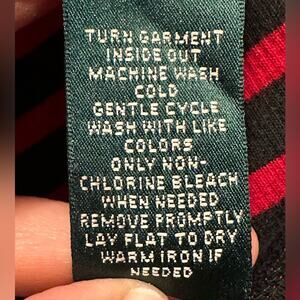 TURN GARMENT
INSIDE OUT
MACHINE WASH
COLD
GENTLE CYCLE
WASH WITH LIKE
COLORS
ONLY NON-
CHLORINE BLEACH
WHEN NEEDED
REMOVE PROMPTLY
LAY FLAT TO DRY
WARM IRON IF
NEEDED